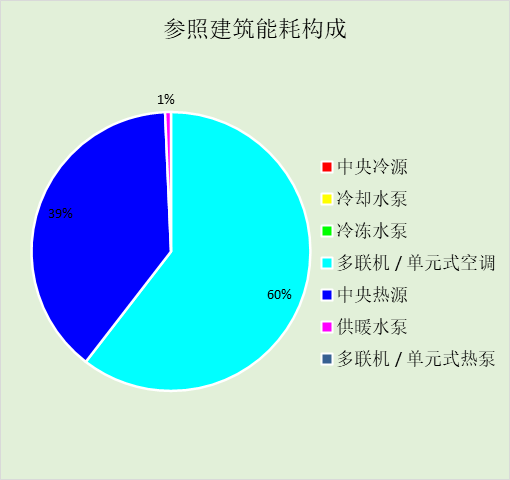 参照建筑能耗构成
1%
39%
60%
中央冷源
冷却水泵
冷冻水泵
多联机 / 单元式空调
中央热源
供暖水泵
多联机 / 单元式热泵